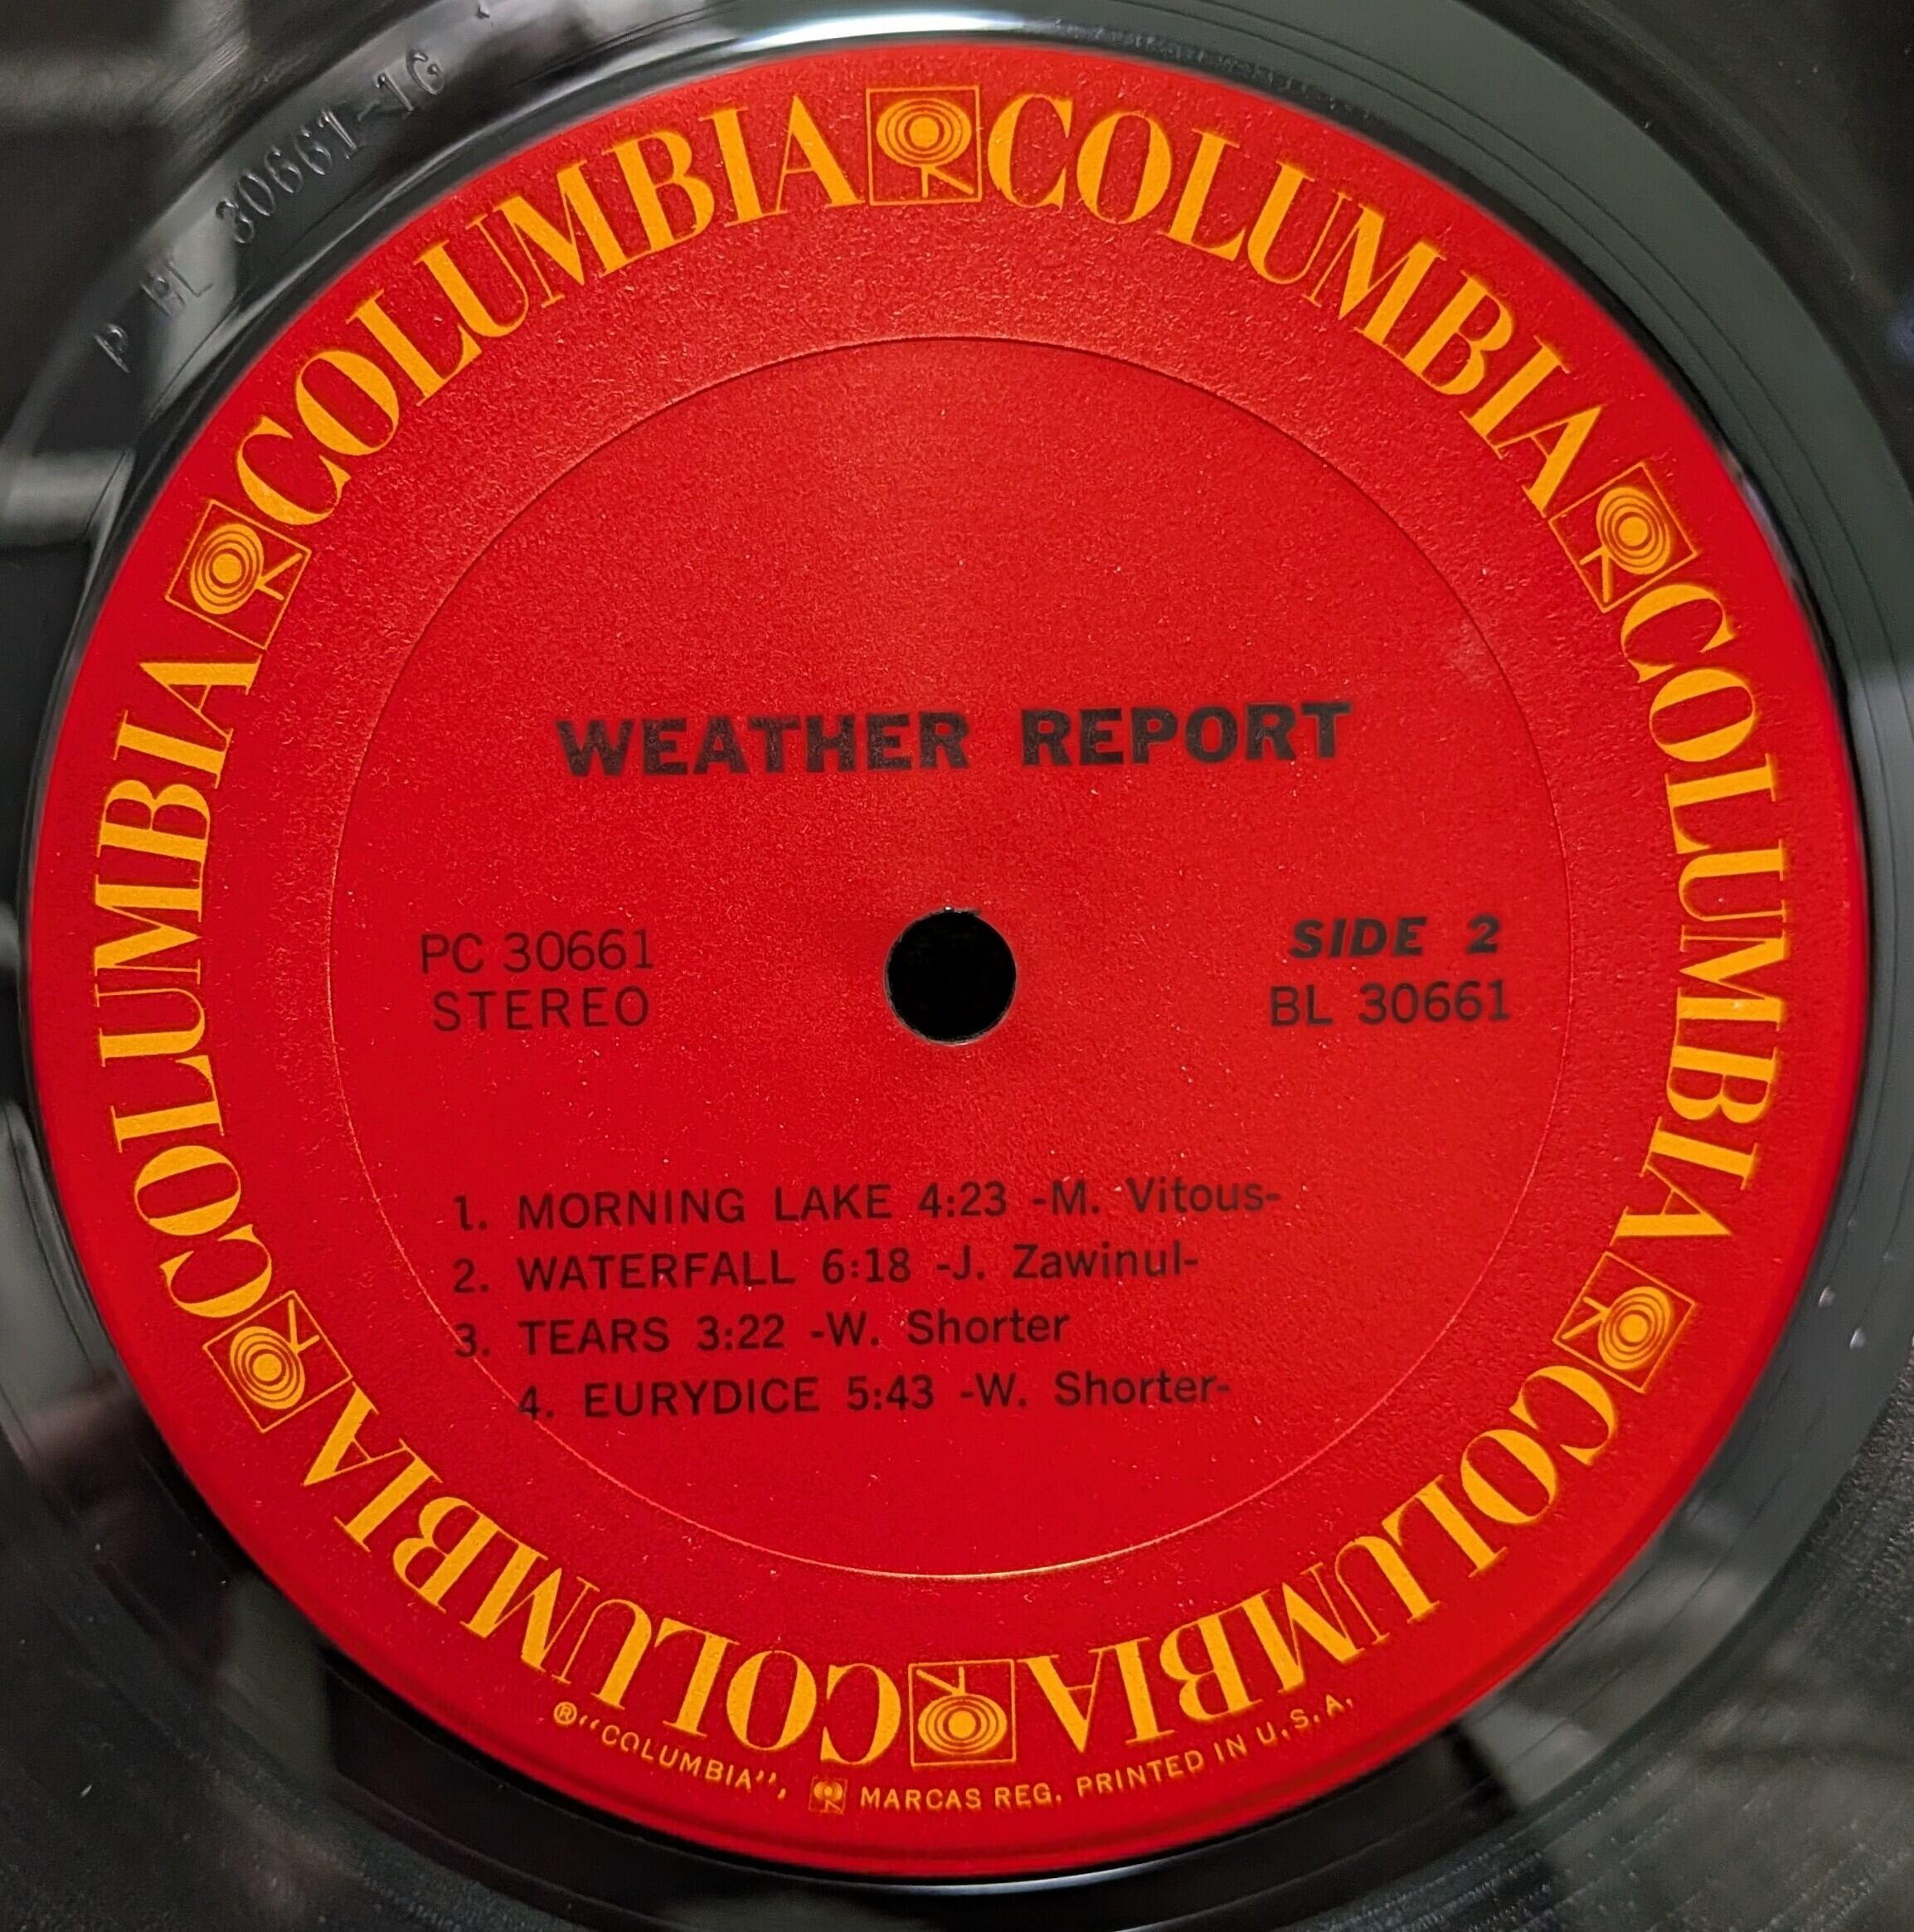 P BL 30661-1G
COLUMBIA COLUMBIA COLUMBIA COLUMBIA COLUMBIA COLUMBIA
WEATHER REPORT
PC 30661
STEREO
SIDE 2
BL 30661
1. MORNING LAKE 4:23 -M. Vitous-
2. WATERFALL 6:18 -J. Zawinul-
3. TEARS 3:22 -W. Shorter
4. EURYDICE 5:43 -W. Shorter-
®"COLUMBIA", MARCAS REG. PRINTED IN U.S.A.